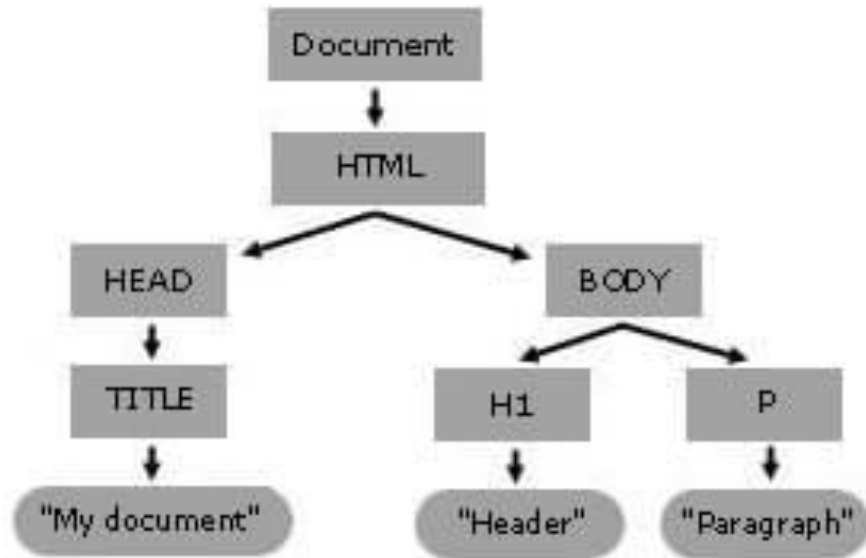 Document
HTML
HEAD
BODY
TITLE
H1
P
"My document"
"Header"
"Paragraph"